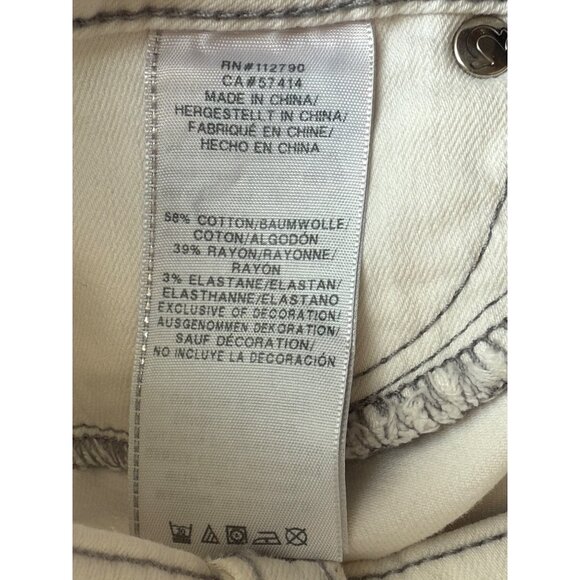 RN#112790
CA#57414
MADE IN CHINA/
HERGESTELLT IN CHINA/
FABRIQUÉ EN CHINE/
HECHO EN CHINA
58% COTTON/BAUMWOLLE/
COTON/ALGODÓN
39% RAYON/RAYONNE/
RAYON
3% ELASTANE/ELASTAN/
ELASTHANNE/ELASTANO
EXCLUSIVE OF DECORATION/
AUSGENOMMEN DEKORATION/
SAUF DÉCORATION/
NO INCLUYE LA DECORACIÓN
30